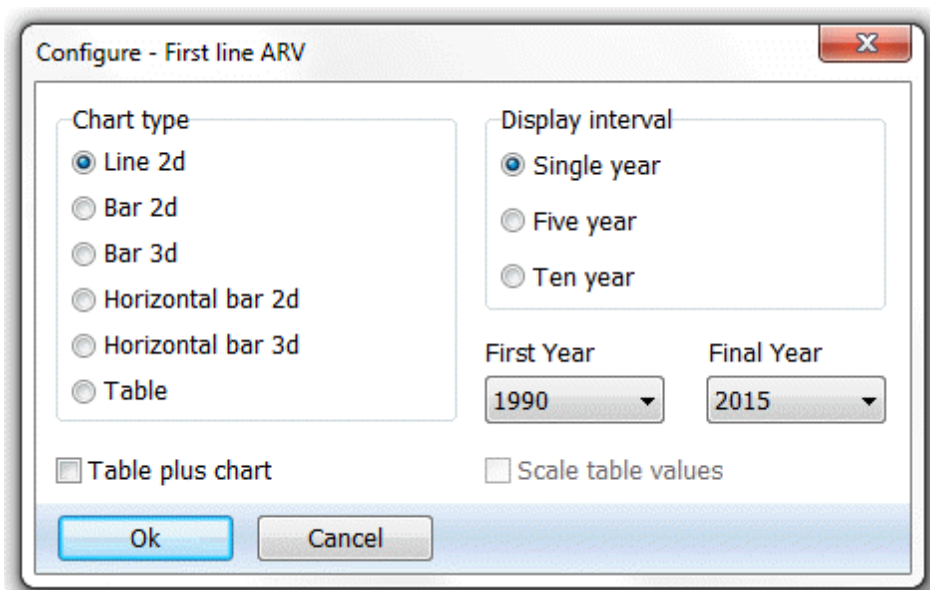 Configure - First line ARV
Chart type
Line 2d
Bar 2d
Bar 3d
Horizontal bar 2d
Horizontal bar 3d
Table
Display interval
Single year
Five year
Ten year
First Year
Final Year
1990
2015
Table plus chart
Scale table values
Ok
Cancel